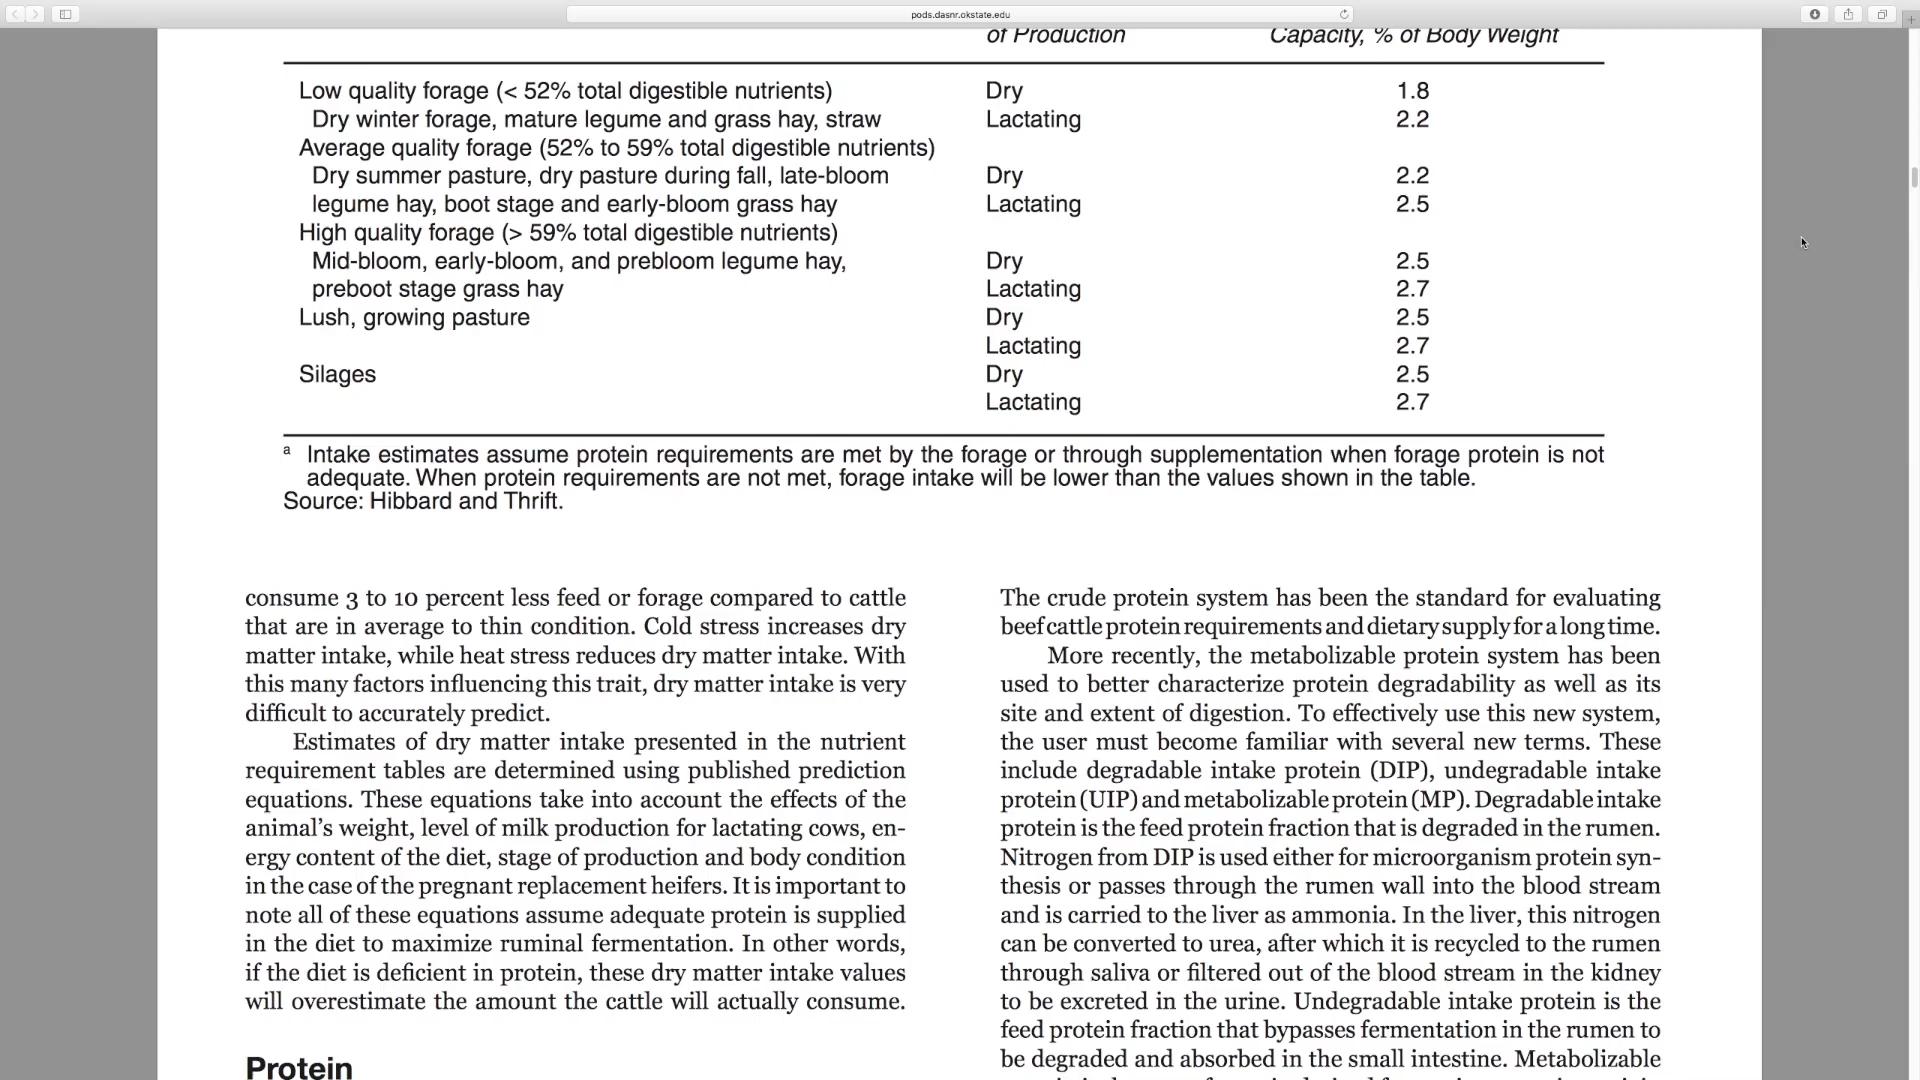 pods.dasnr.okstate.edu
of Production Capacity, % of Body Weight
Low quality forage (< 52% total digestible nutrients) Dry 1.8
Dry winter forage, mature legume and grass hay, straw Lactating 2.2
Average quality forage (52% to 59% total digestible nutrients)
Dry summer pasture, dry pasture during fall, late-bloom Dry 2.2
legume hay, boot stage and early-bloom grass hay Lactating 2.5
High quality forage (> 59% total digestible nutrients)
Mid-bloom, early-bloom, and prebloom legume hay, Dry 2.5
preboot stage grass hay Lactating 2.7
Lush, growing pasture Dry 2.5
Lactating 2.7
Silages Dry 2.5
Lactating 2.7
a Intake estimates assume protein requirements are met by the forage or through supplementation when forage protein is not
adequate. When protein requirements are not met, forage intake will be lower than the values shown in the table.
Source: Hibbard and Thrift.
consume 3 to 10 percent less feed or forage compared to cattle
that are in average to thin condition. Cold stress increases dry
matter intake, while heat stress reduces dry matter intake. With
this many factors influencing this trait, dry matter intake is very
difficult to accurately predict.
Estimates of dry matter intake presented in the nutrient
requirement tables are determined using published prediction
equations. These equations take into account the effects of the
animal's weight, level of milk production for lactating cows, en-
ergy content of the diet, stage of production and body condition
in the case of the pregnant replacement heifers. It is important to
note all of these equations assume adequate protein is supplied
in the diet to maximize ruminal fermentation. In other words,
if the diet is deficient in protein, these dry matter intake values
will overestimate the amount the cattle will actually consume.
Protein
The crude protein system has been the standard for evaluating
beef cattle protein requirements and dietary supply for a long time.
More recently, the metabolizable protein system has been
used to better characterize protein degradability as well as its
site and extent of digestion. To effectively use this new system,
the user must become familiar with several new terms. These
include degradable intake protein (DIP), undegradable intake
protein (UIP) and metabolizable protein (MP). Degradable intake
protein is the feed protein fraction that is degraded in the rumen.
Nitrogen from DIP is used either for microorganism protein syn-
thesis or passes through the rumen wall into the blood stream
and is carried to the liver as ammonia. In the liver, this nitrogen
can be converted to urea, after which it is recycled to the rumen
through saliva or filtered out of the blood stream in the kidney
to be excreted in the urine. Undegradable intake protein is the
feed protein fraction that bypasses fermentation in the rumen to
be degraded and absorbed in the small intestine. Metabolizable